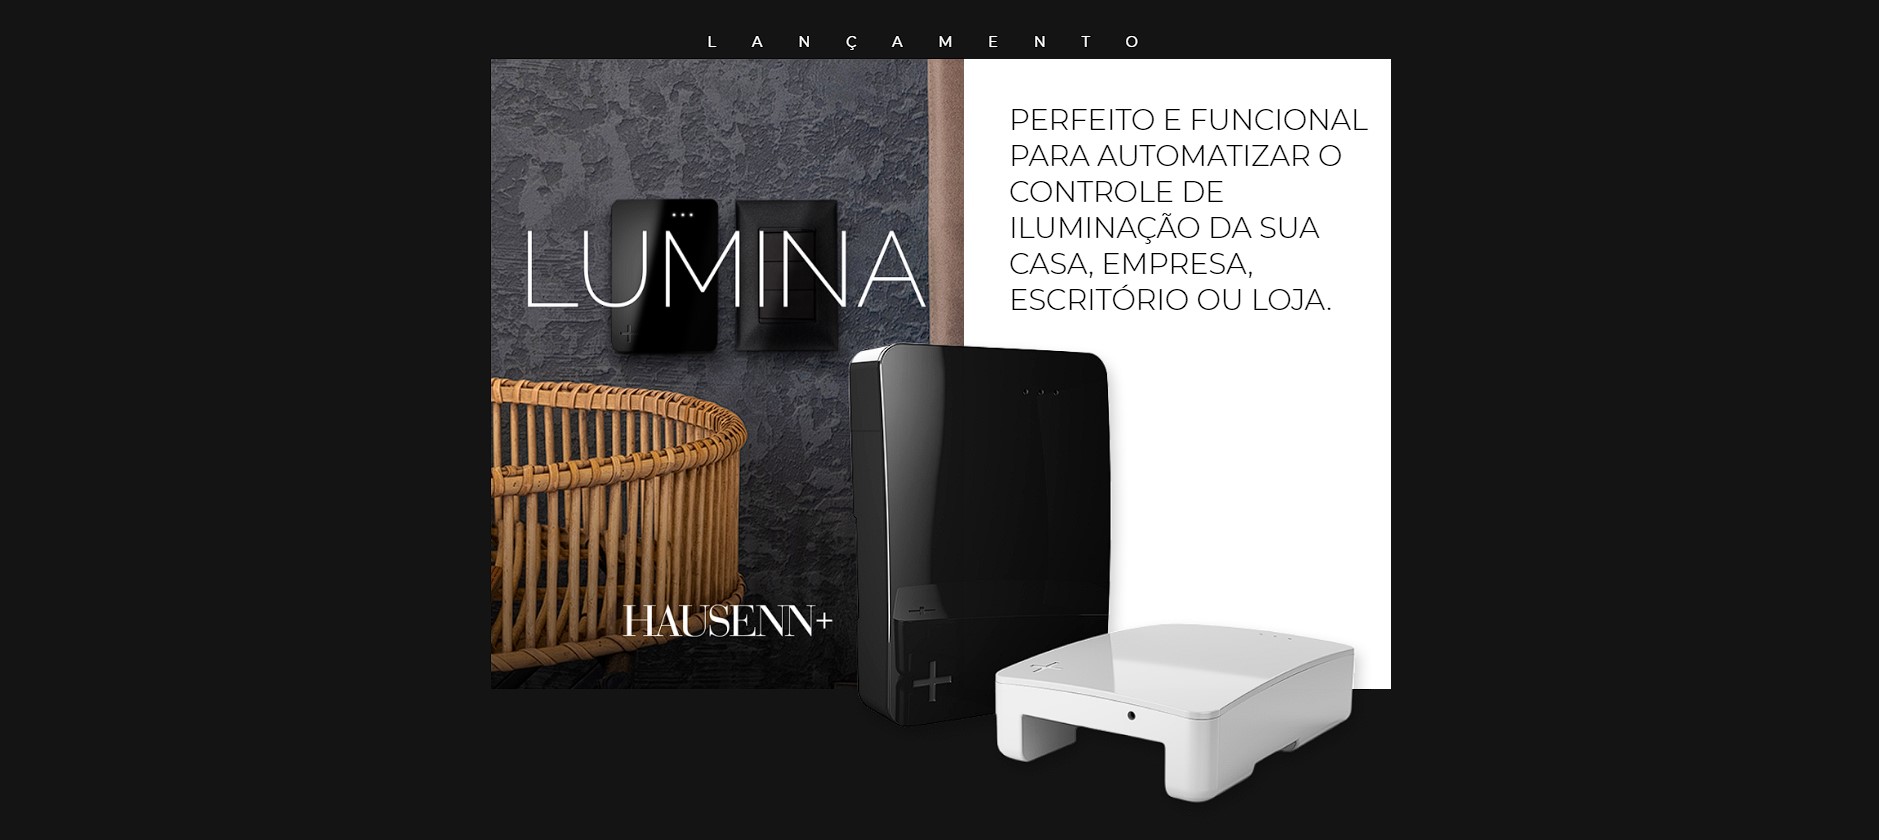 LANÇAMENTO
LUMINA
PERFEITO E FUNCIONAL
PARA AUTOMATIZAR O
CONTROLE DE
ILUMINAÇÃO DA SUA
CASA, EMPRESA,
ESCRITÓRIO OU LOJA.
HAUSENN+